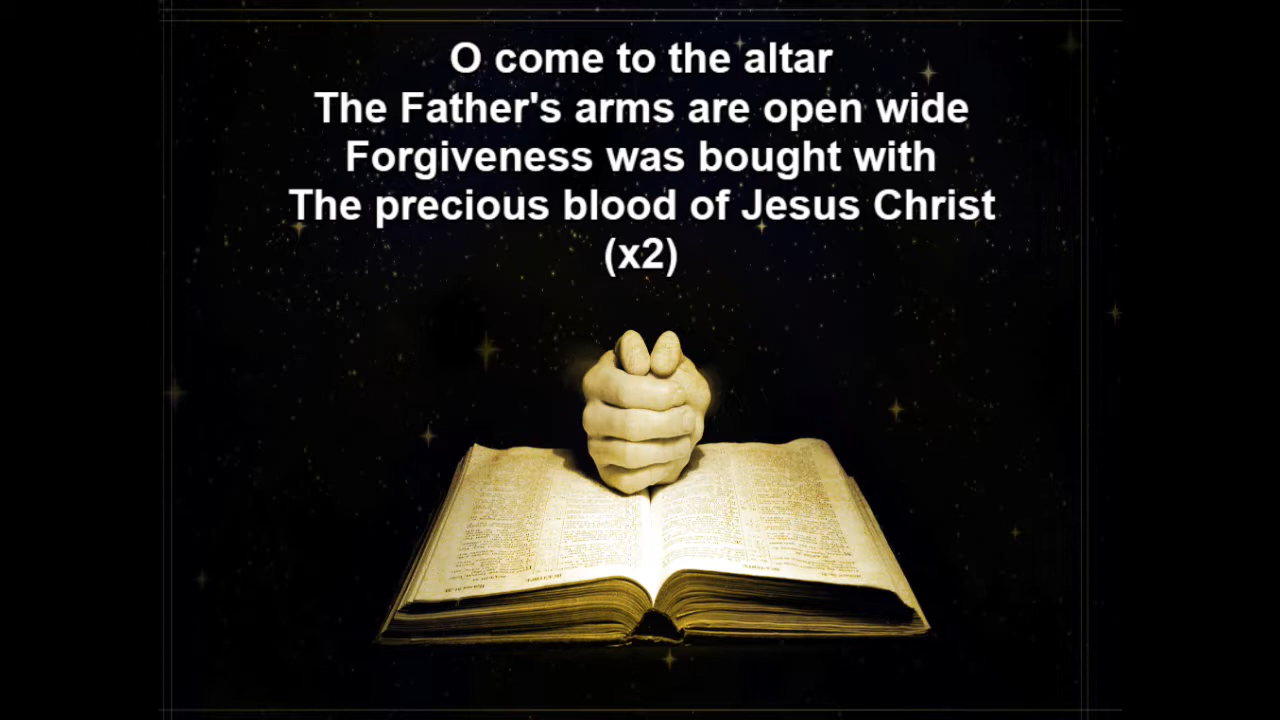 O come to the altar
The Father's arms are open wide
Forgiveness was bought with
The precious blood of Jesus Christ
(x2)